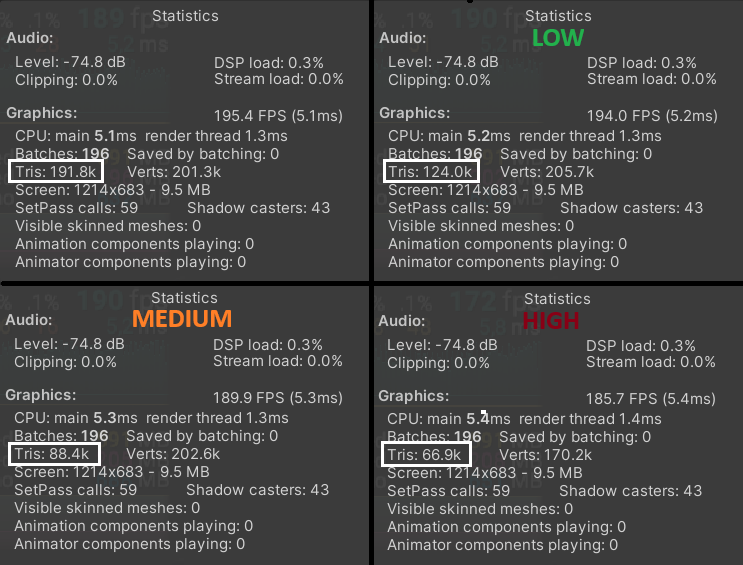 Statistics
Audio:
Level: -74.8 dB DSP load: 0.3%
Clipping: 0.0% Stream load: 0.0%
Graphics: 195.4 FPS (5.1ms)
CPU: main 5.1ms render thread 1.3ms
Batches: 196 Saved by batching: 0
Tris: 191.8k Verts: 201.3k
Screen: 1214x683 - 9.5 MB
SetPass calls: 59 Shadow casters: 43
Visible skinned meshes: 0
Animation components playing: 0
Animator components playing: 0
Statistics
LOW
Audio:
Level: -74.8 dB DSP load: 0.3%
Clipping: 0.0% Stream load: 0.0%
Graphics: 194.0 FPS (5.2ms)
CPU: main 5.2ms render thread 1.3ms
Batches: 196 Saved by batching: 0
Tris: 124.0k Verts: 205.7k
Screen: 1214x683 - 9.5 MB
SetPass calls: 59 Shadow casters: 43
Visible skinned meshes: 0
Animation components playing: 0
Animator components playing: 0
Statistics
MEDIUM
Audio:
Level: -74.8 dB DSP load: 0.3%
Clipping: 0.0% Stream load: 0.0%
Graphics: 189.9 FPS (5.3ms)
CPU: main 5.3ms render thread 1.3ms
Batches: 196 Saved by batching: 0
Tris: 88.4k Verts: 202.6k
Screen: 1214x683 - 9.5 MB
SetPass calls: 59 Shadow casters: 43
Visible skinned meshes: 0
Animation components playing: 0
Animator components playing: 0
Statistics
HIGH
Audio:
Level: -74.8 dB DSP load: 0.3%
Clipping: 0.0% Stream load: 0.0%
Graphics: 185.7 FPS (5.4ms)
CPU: main 5.4ms render thread 1.4ms
Batches: 196 Saved by batching: 0
Tris: 66.9k Verts: 170.2k
Screen: 1214x683 - 9.5 MB
SetPass calls: 59 Shadow casters: 43
Visible skinned meshes: 0
Animation components playing: 0
Animator components playing: 0